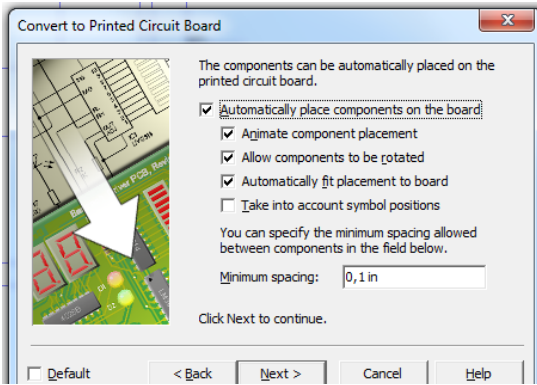 Convert to Printed Circuit Board
The components can be automatically placed on the
printed circuit board.
Automatically place components on the board
Animate component placement
Allow components to be rotated
Automatically fit placement to board
Take into account symbol positions
You can specify the minimum spacing allowed
between components in the field below.
Minimum spacing: 0,1 in
Click Next to continue.
Default < Back Next > Cancel Help